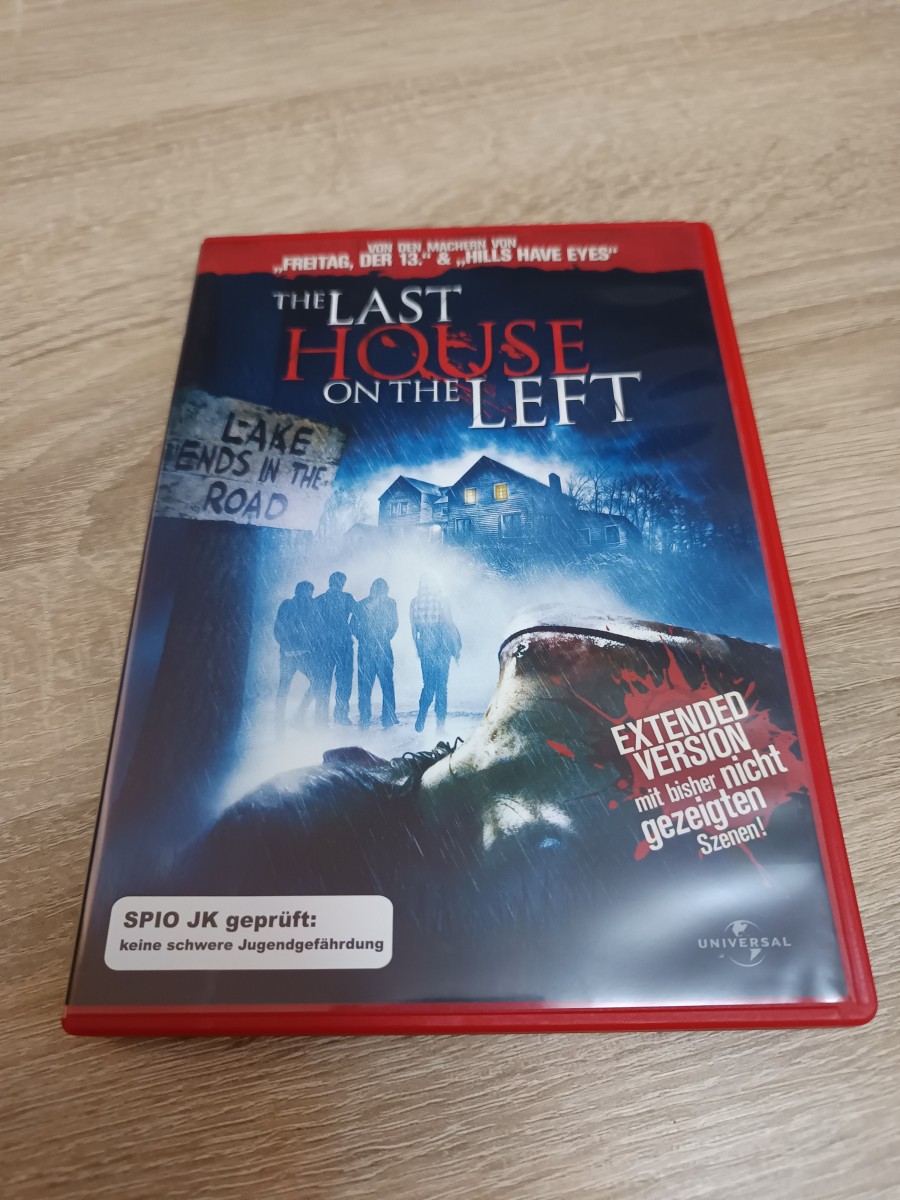 VON DEN MACHERN VON
„FREITAG, DER 13.“ & „HILLS HAVE EYES“
THE LAST
HOUSE
ON THE LEFT
LAKE
ENDS IN THE
ROAD
EXTENDED
VERSION
mit bisher nicht
gezeigten
Szenen!
SPIO JK geprüft:
keine schwere Jugendgefährdung
UNIVERSAL